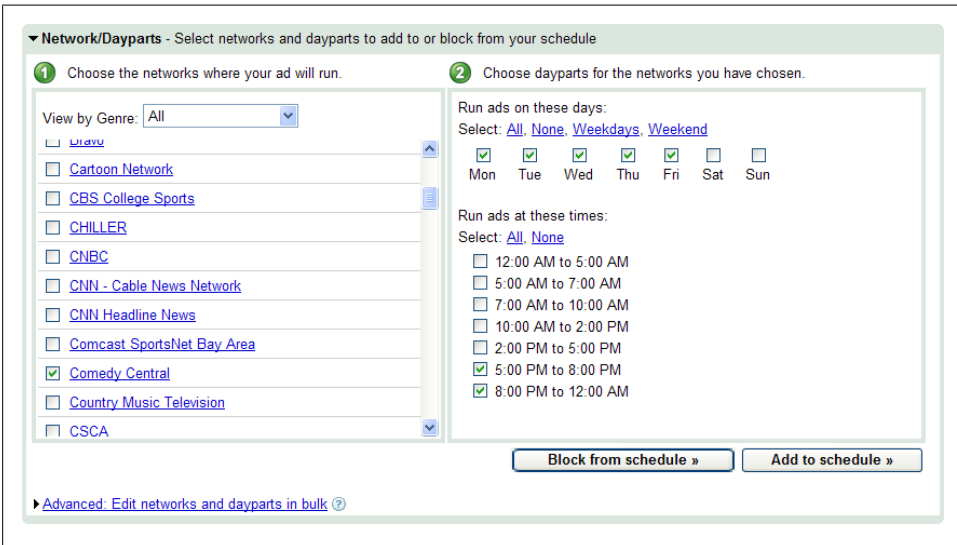 Network/Dayparts - Select networks and dayparts to add to or block from your schedule
1 Choose the networks where your ad will run.
View by Genre: All
Bravo
Cartoon Network
CBS College Sports
CHILLER
CNBC
CNN - Cable News Network
CNN Headline News
Comcast SportsNet Bay Area
Comedy Central
Country Music Television
CSCA
2 Choose dayparts for the networks you have chosen.
Run ads on these days:
Select: All, None, Weekdays, Weekend
Mon Tue Wed Thu Fri Sat Sun
Run ads at these times:
Select: All, None
12:00 AM to 5:00 AM
5:00 AM to 7:00 AM
7:00 AM to 10:00 AM
10:00 AM to 2:00 PM
2:00 PM to 5:00 PM
5:00 PM to 8:00 PM
8:00 PM to 12:00 AM
Block from schedule »
Add to schedule »
Advanced: Edit networks and dayparts in bulk ?